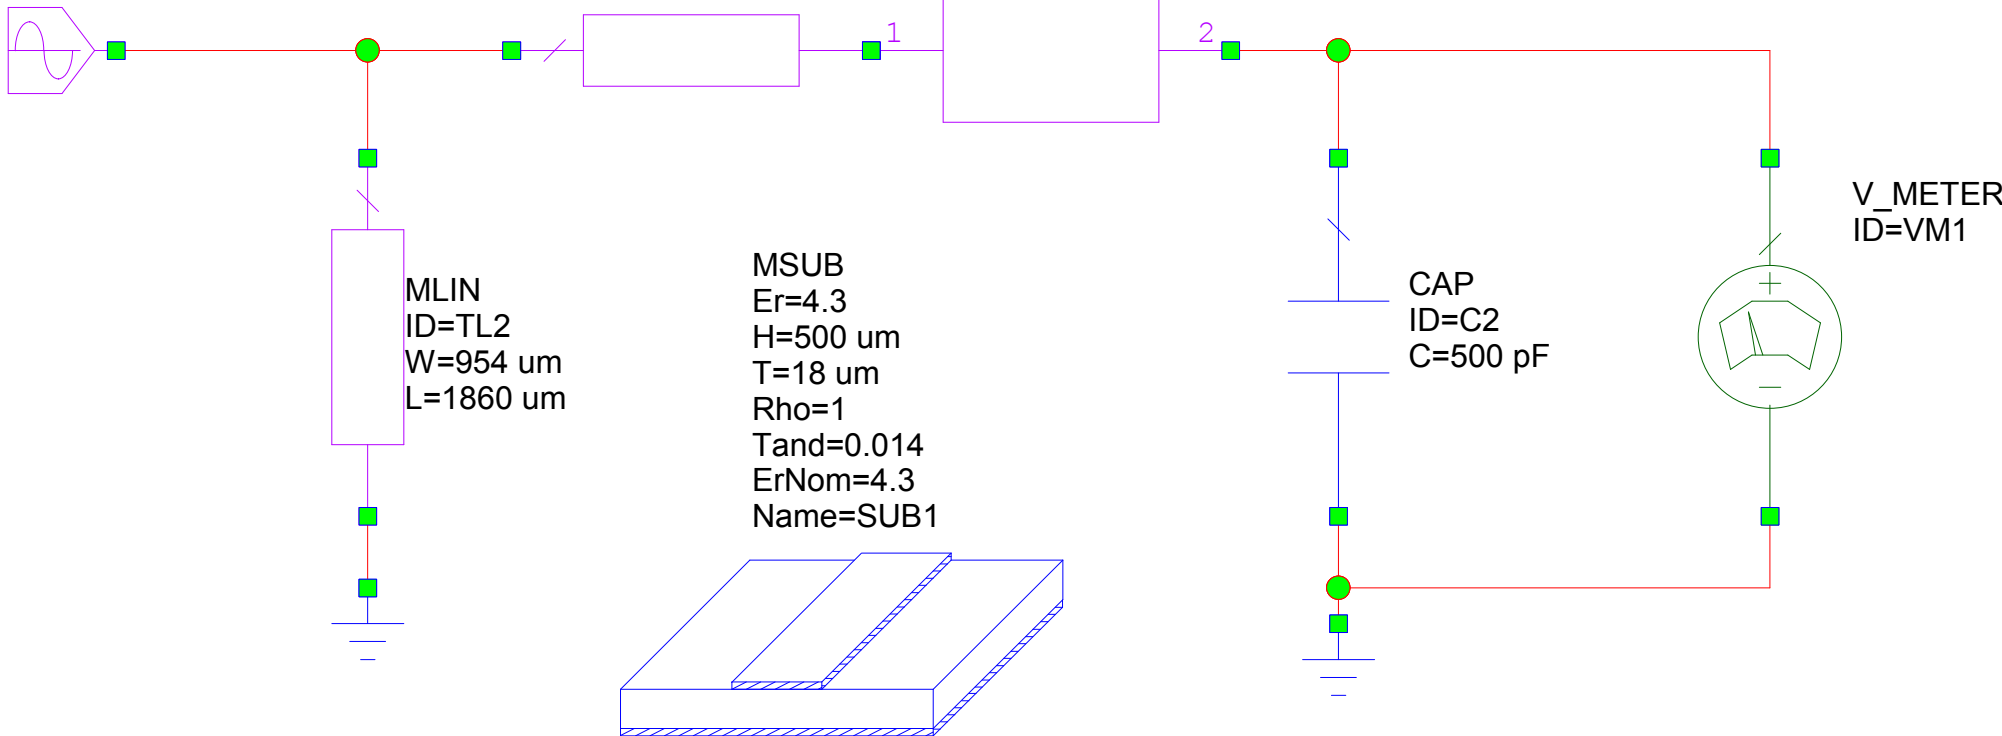 1
2
V_METER
ID=VM1
MLIN
ID=TL2
W=954 um
L=1860 um
MSUB
Er=4.3
H=500 um
T=18 um
Rho=1
Tand=0.014
ErNom=4.3
Name=SUB1
CAP
ID=C2
C=500 pF